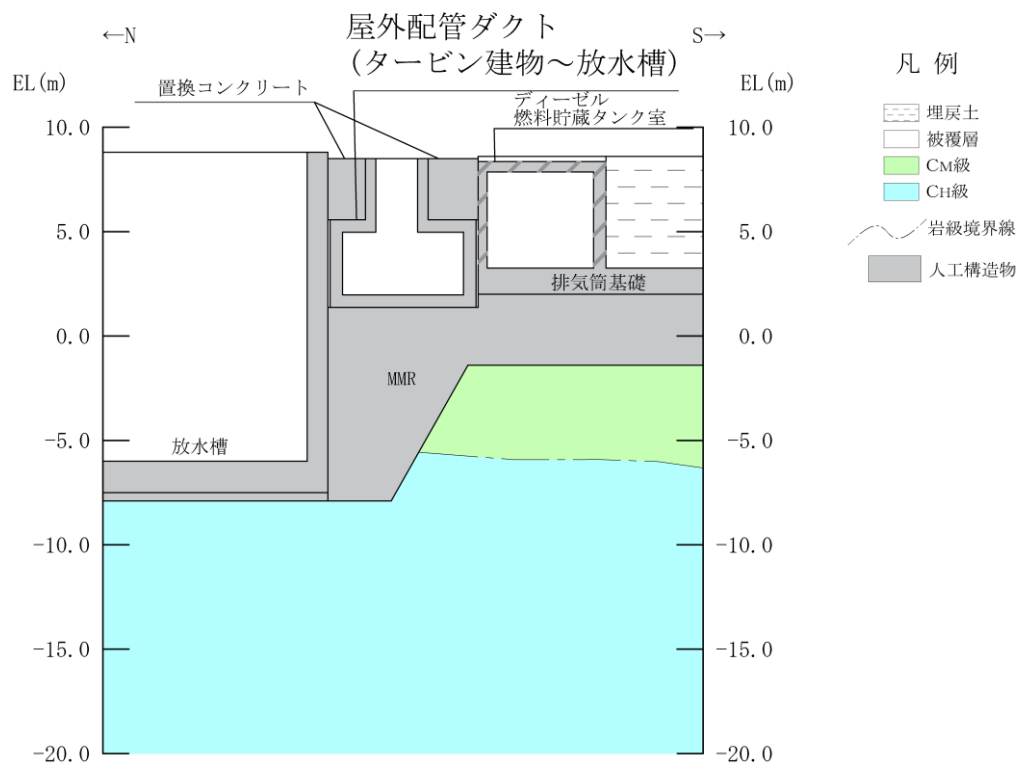 屋外配管ダクト
(タービン建物～放水槽)
←N
S→
EL(m)
EL(m)
置換コンクリート
ディーゼル
燃料貯蔵タンク室
10.0
5.0
0.0
-5.0
-10.0
-15.0
-20.0
10.0
5.0
0.0
-5.0
-10.0
-15.0
-20.0
排気筒基礎
MMR
放水槽
凡 例
埋戻土
被覆層
CM級
CH級
岩級境界線
人工構造物